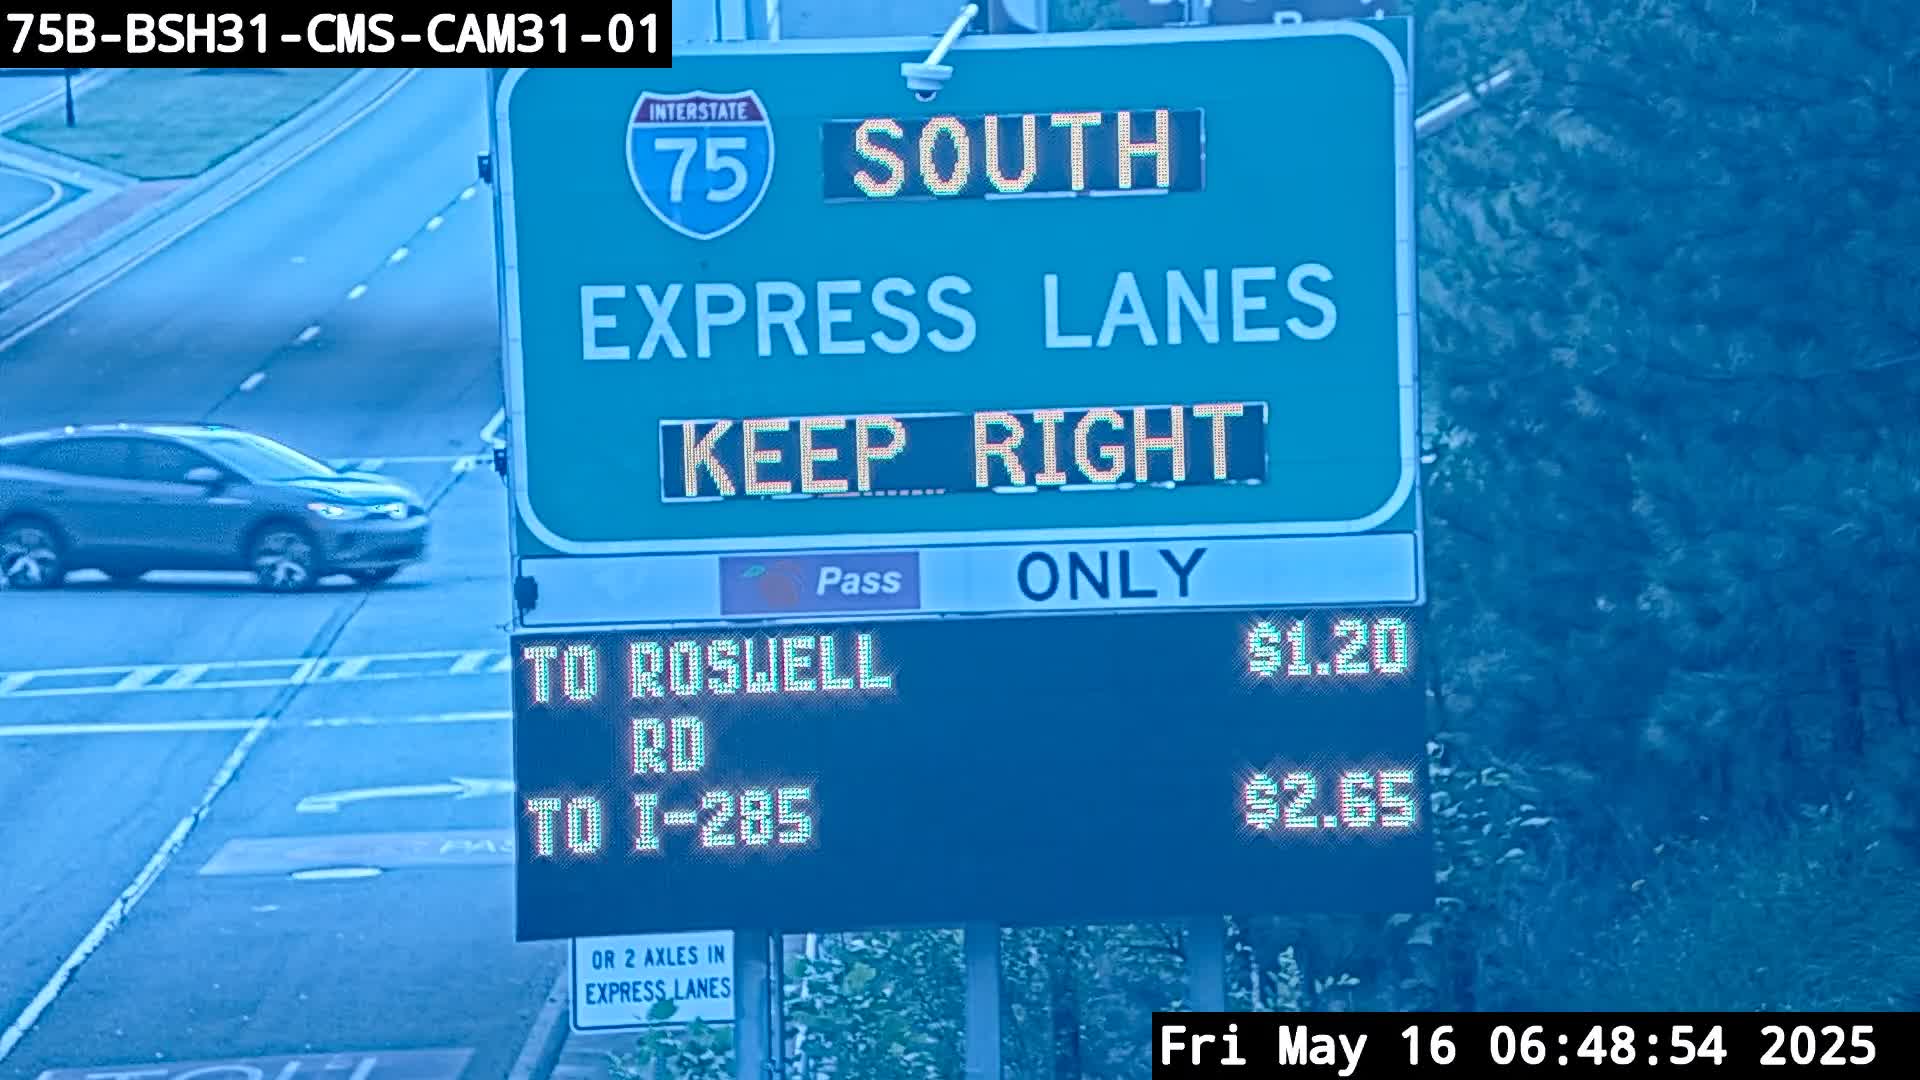 75B-BSH31-CMS-CAM31-01
INTERSTATE
75
SOUTH
EXPRESS LANES
KEEP RIGHT
Pass ONLY
TO ROSWELL $1.20
RD
TO I-285 $2.65
OR 2 AXLES IN
EXPRESS LANES
Fri May 16 06:48:54 2025